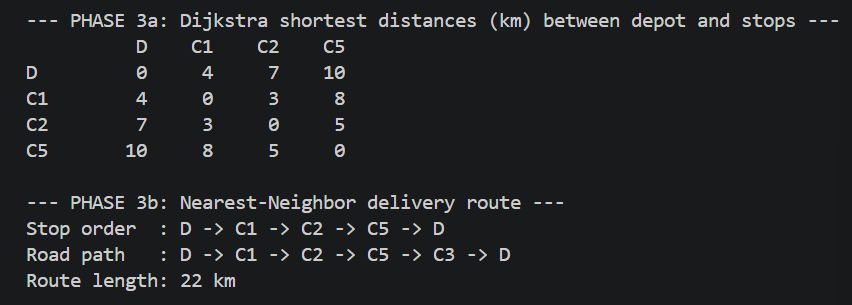 --- PHASE 3a: Dijkstra shortest distances (km) between depot and stops ---
D C1 C2 C5
D 0 4 7 10
C1 4 0 3 8
C2 7 3 0 5
C5 10 8 5 0
--- PHASE 3b: Nearest-Neighbor delivery route ---
Stop order : D -> C1 -> C2 -> C5 -> D
Road path : D -> C1 -> C2 -> C5 -> C3 -> D
Route length: 22 km